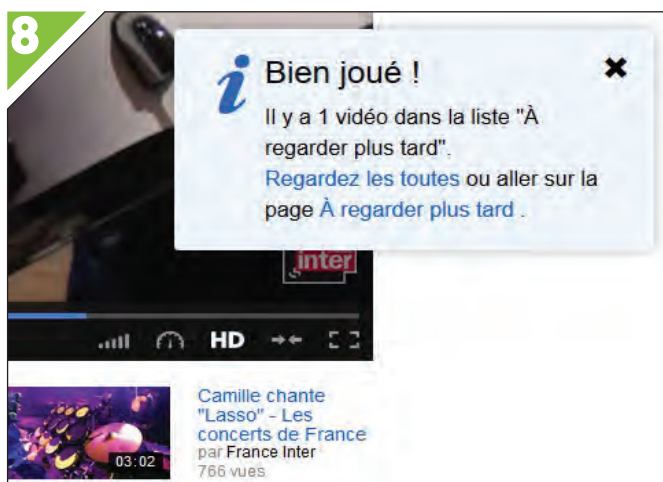 8
i
Bien joué !
Il y a 1 vidéo dans la liste "À
regarder plus tard".
Regardez les toutes ou aller sur la
page À regarder plus tard .
inter
HD
03:02
Camille chante
"Lasso" - Les
concerts de France
par France Inter
766 vues